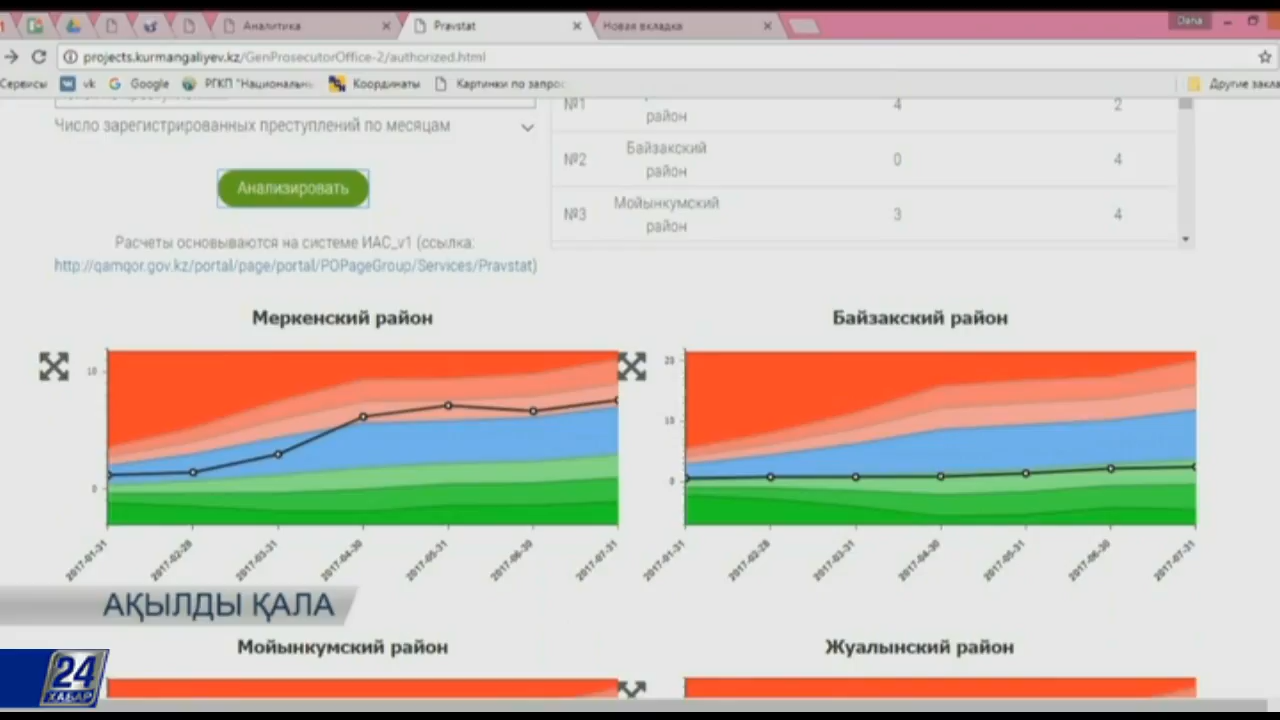 Аналитика
Pravstat
Новая вкладка
Dana
projects.kurmangaliyev.kz/GenProsecutorOffice-2/authorized.html
Сервисы vk Google РГКП "Националь Координаты Картинки по запрос Другие закла
№1 район 4 2
Число зарегистрированных преступлений по месяцам
№2 Байзакский район 0 4
Анализировать
№3 Мойынкумский район 3 4
Расчеты основываются на системе ИАС_v1 (ссылка:
http://qamqor.gov.kz/portal/page/portal/POPageGroup/Services/Pravstat)
Меркенский район
10
0
2017-01-31 2017-02-28 2017-03-31 2017-04-30 2017-05-31 2017-06-30 2017-07-31
Байзакский район
20
10
0
2017-01-31 2017-02-28 2017-03-31 2017-04-30 2017-05-31 2017-06-30 2017-07-31
АҚЫЛДЫ ҚАЛА
Мойынкумский район
Жуалынский район
24
ХАБАР